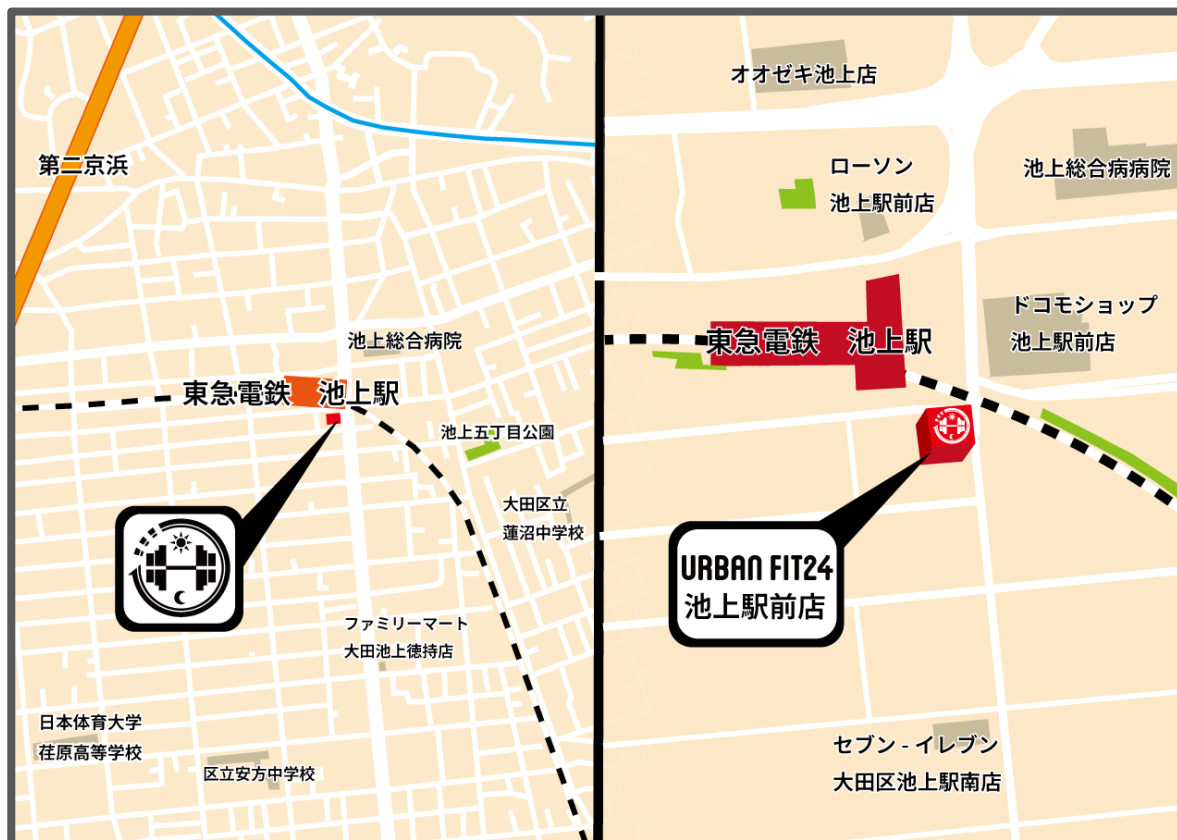 第二京浜
池上総合病院
東急電鉄　池上駅
池上五丁目公園
大田区立
蓮沼中学校
ファミリーマート
大田池上徳持店
日本体育大学
荏原高等学校
区立安方中学校
オオゼキ池上店
ローソン
池上駅前店
池上総合病病院
ドコモショップ
池上駅前店
東急電鉄　池上駅
URBAN FIT24
池上駅前店
セブン - イレブン
大田区池上駅南店